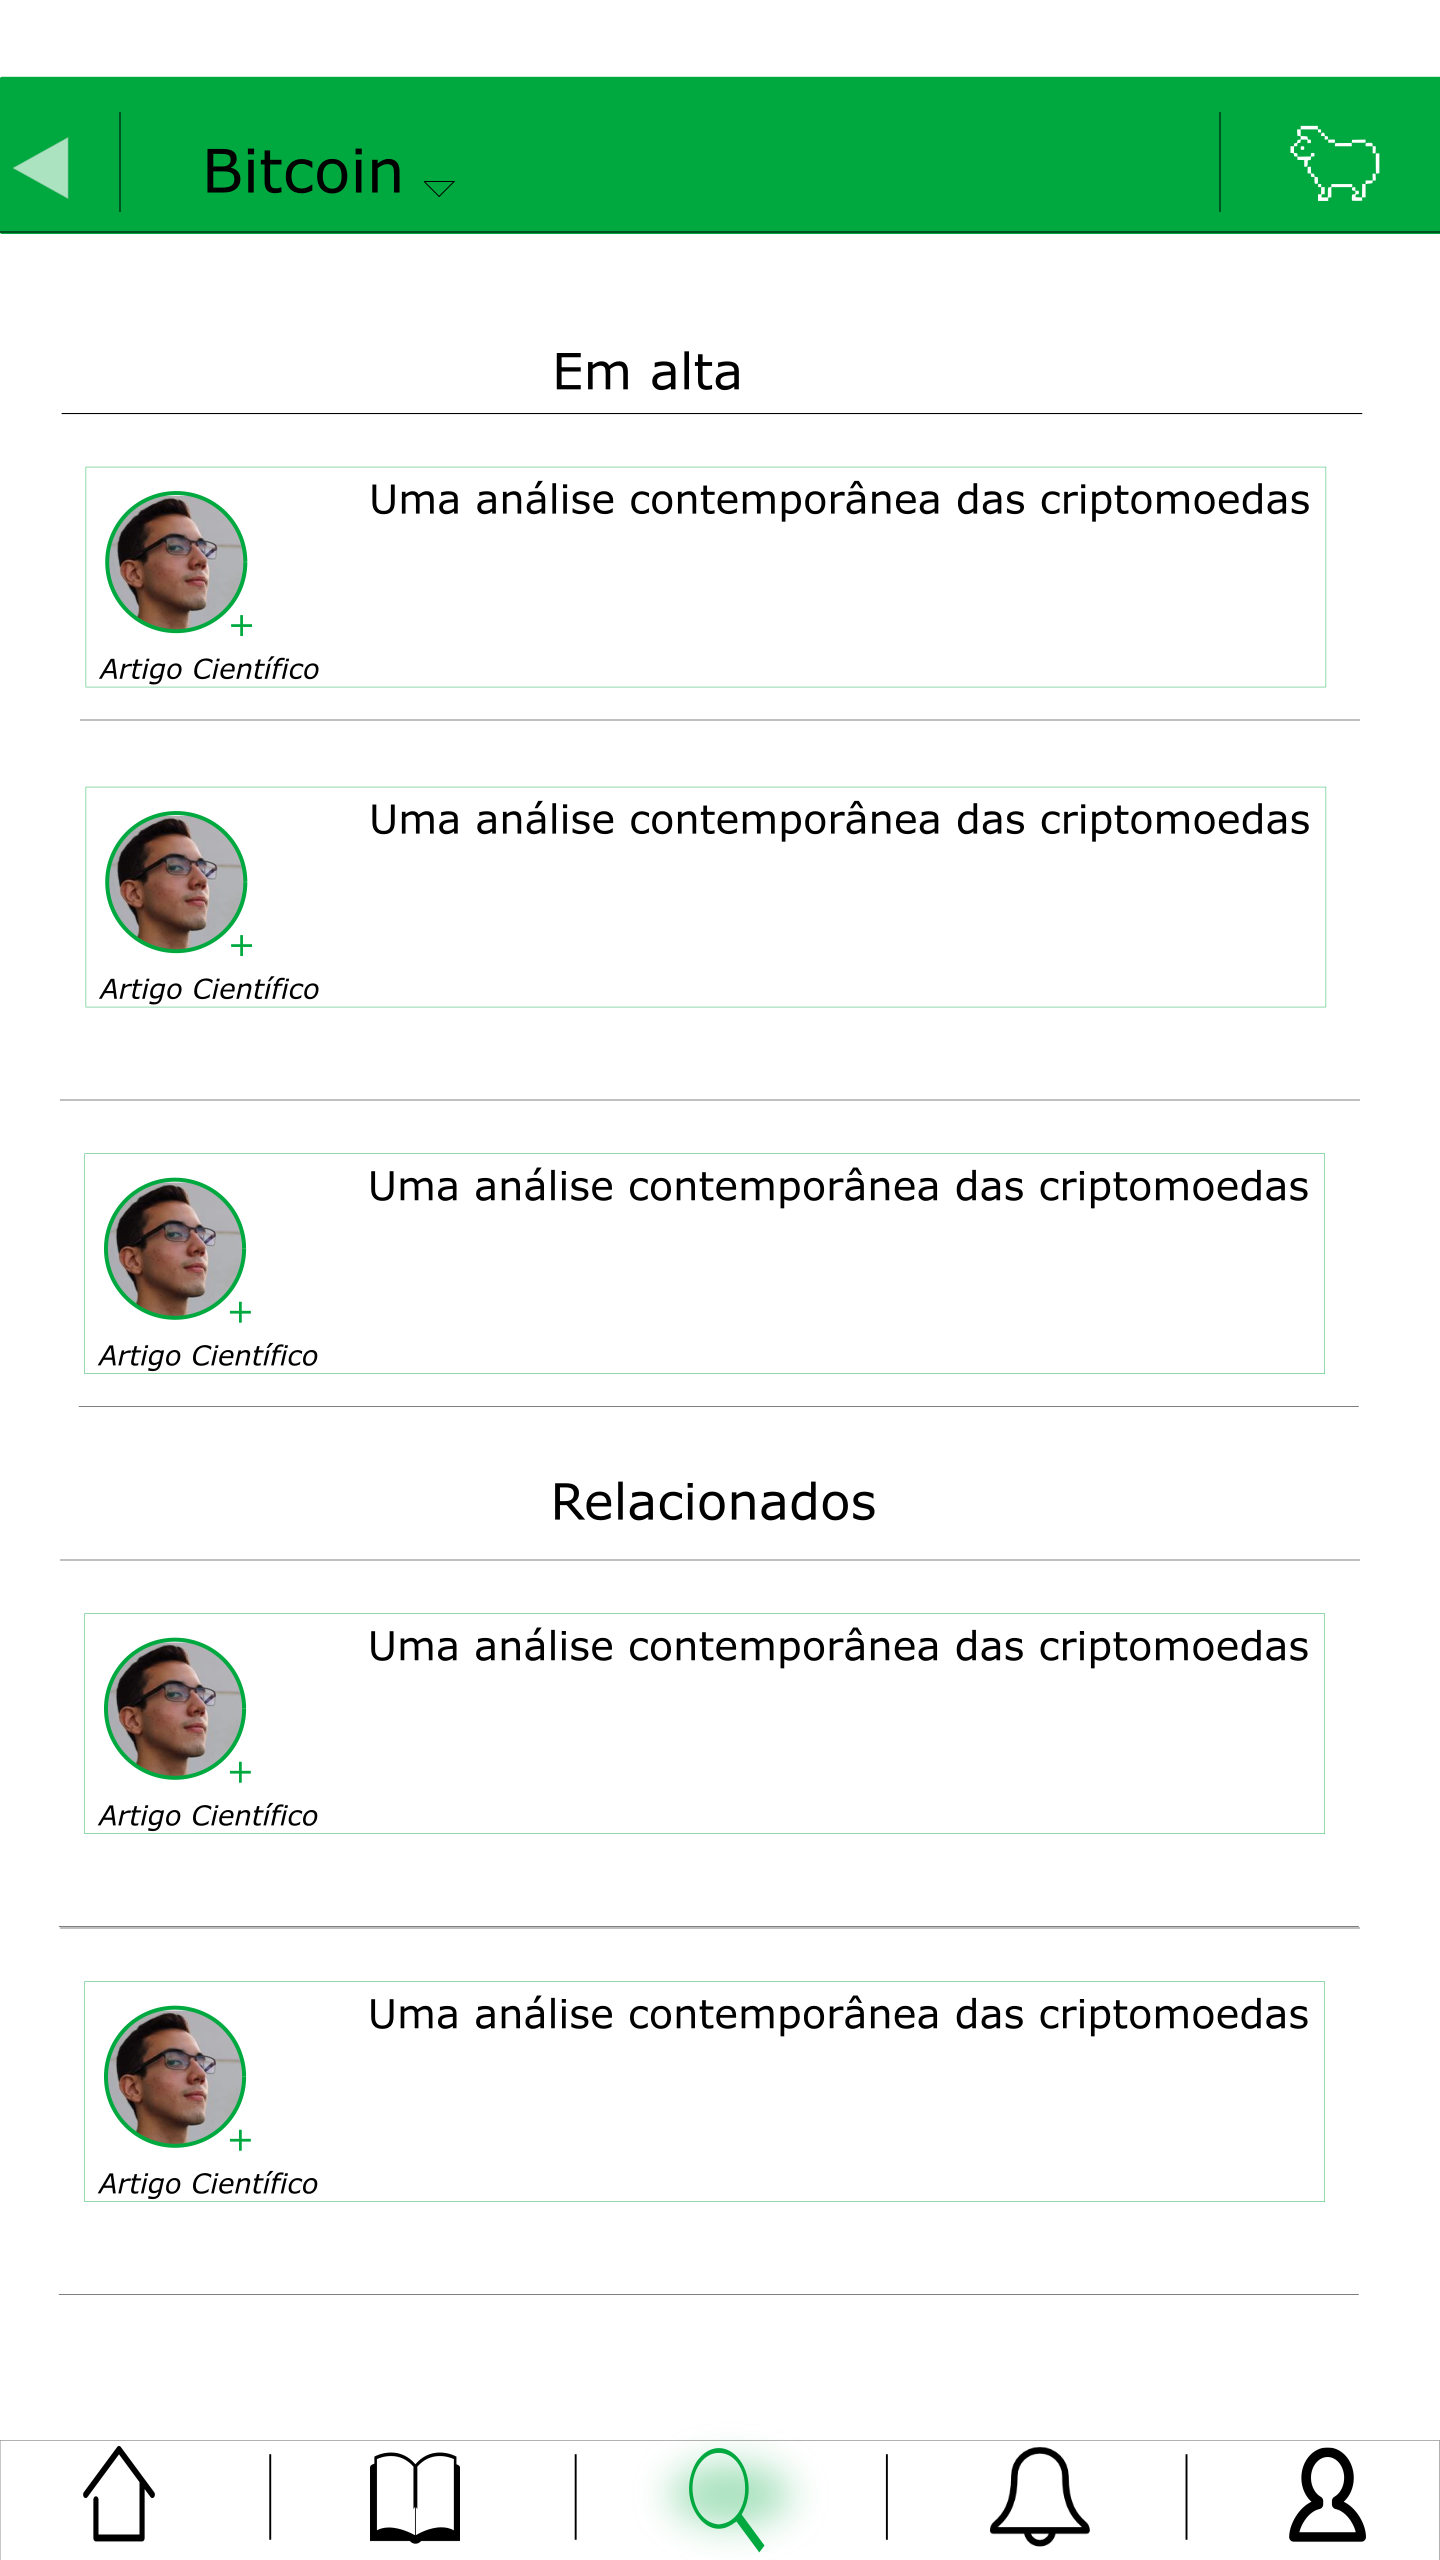 Bitcoin
Em alta
Uma análise contemporânea das criptomoedas
+
Artigo Científico
Uma análise contemporânea das criptomoedas
+
Artigo Científico
Uma análise contemporânea das criptomoedas
+
Artigo Científico
Relacionados
Uma análise contemporânea das criptomoedas
+
Artigo Científico
Uma análise contemporânea das criptomoedas
+
Artigo Científico